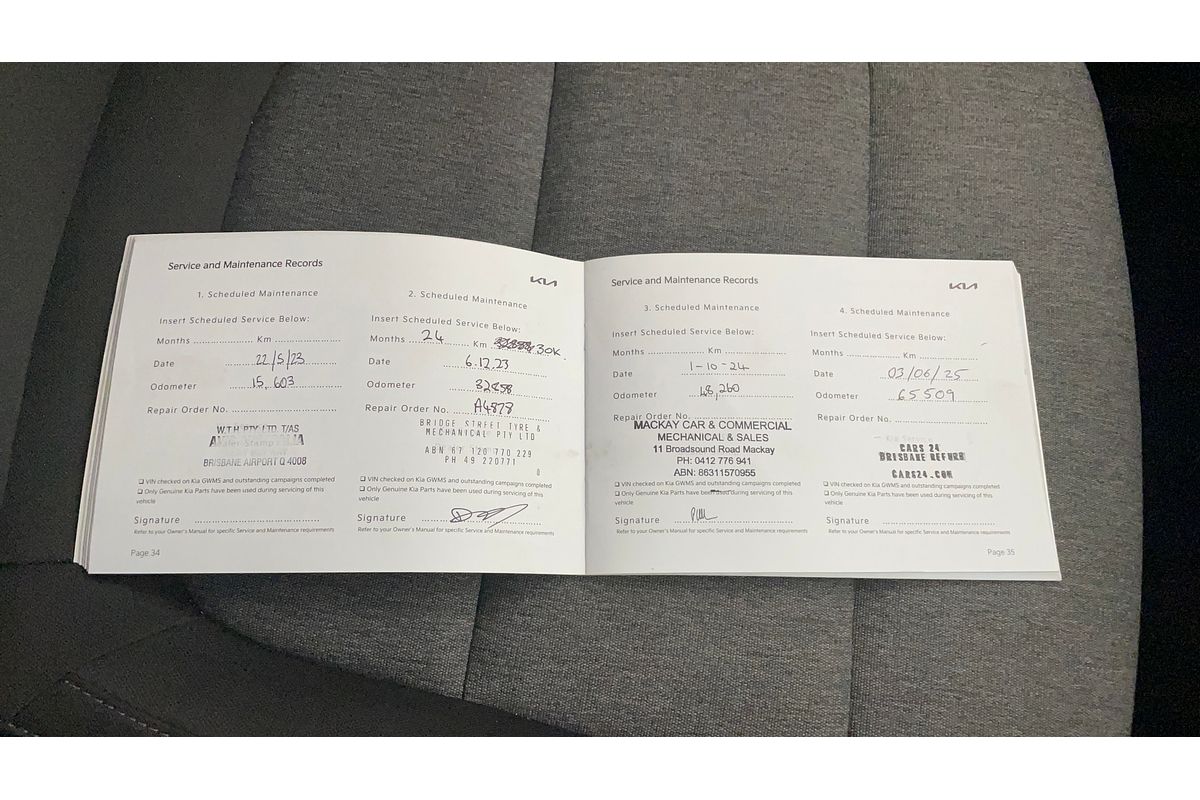 Service and Maintenance Records
KIA
1. Scheduled Maintenance
Insert Scheduled Service Below:
Months .................... Km ......................
Date 22/5/23
Odometer 15,603
Repair Order No. ....................................
W.T.H PTY LTD T/AS
BRISBANE AIRPORT Q 4008
❑ VIN checked on Kia GWMS and outstanding campaigns completed
❑ Only Genuine Kia Parts have been used during servicing of this
vehicle
Signature ..........................................
Refer to your Owner's Manual for specific Service and Maintenance requirements
Page 34
2. Scheduled Maintenance
Insert Scheduled Service Below:
Months 24 Km 30K.
Date 6.12.23
Odometer
Repair Order No. A4878
BRIDGE STREET TYRE &
MECHANICAL PTY LTD
ABN 67 120 770 229
PH 49 220771
0
❑ VIN checked on Kia GWMS and outstanding campaigns completed
❑ Only Genuine Kia Parts have been used during servicing of this
vehicle
Signature
Refer to your Owner's Manual for specific Service and Maintenance requirements
Service and Maintenance Records
KIA
3. Scheduled Maintenance
Insert Scheduled Service Below:
Months .................... Km ......................
Date 1-10-24
Odometer 48,260
Repair Order No.
MACKAY CAR & COMMERCIAL
MECHANICAL & SALES
11 Broadsound Road Mackay
PH: 0412 776 941
ABN: 86311570955
❑ VIN checked on Kia GWMS and outstanding campaigns completed
❑ Only Genuine Kia Parts have been used during servicing of this
vehicle
Signature
Refer to your Owner's Manual for specific Service and Maintenance requirements
4. Scheduled Maintenance
Insert Scheduled Service Below:
Months .................... Km ......................
Date 03/06/25
Odometer 65509
Repair Order No. ....................................
CARS 24
BRISBANE REFURB
CARS24.COM
❑ VIN checked on Kia GWMS and outstanding campaigns completed
❑ Only Genuine Kia Parts have been used during servicing of this
vehicle
Signature ..........................................
Refer to your Owner's Manual for specific Service and Maintenance requirements
Page 35